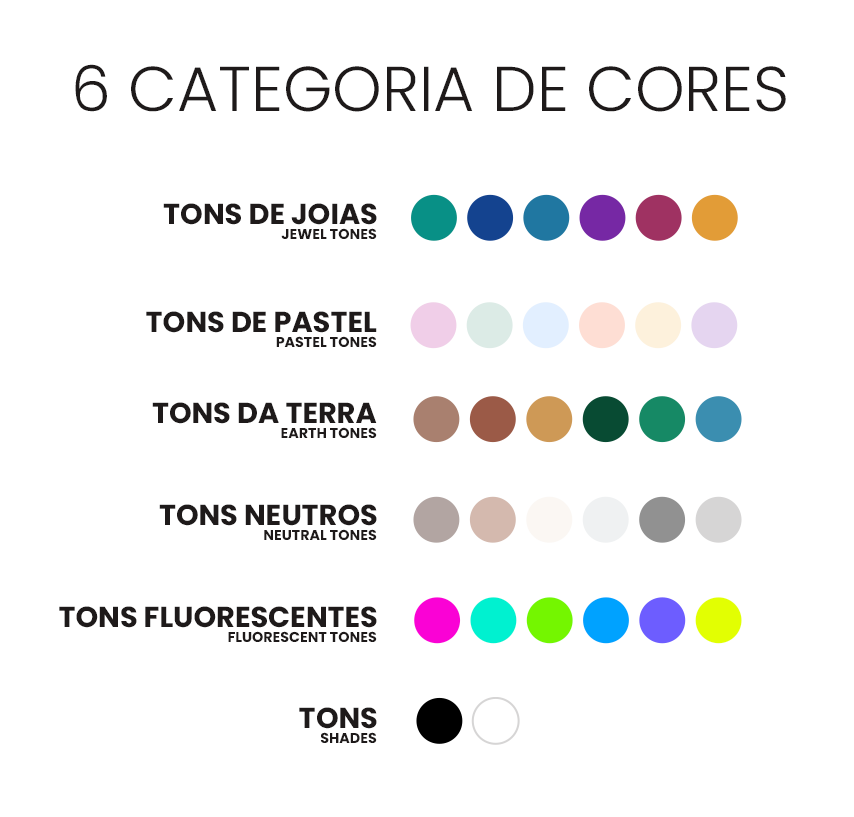 6 CATEGORIA DE CORES
TONS DE JOIAS
JEWEL TONES
TONS DE PASTEL
PASTEL TONES
TONS DA TERRA
EARTH TONES
TONS NEUTROS
NEUTRAL TONES
TONS FLUORESCENTES
FLUORESCENT TONES
TONS
SHADES